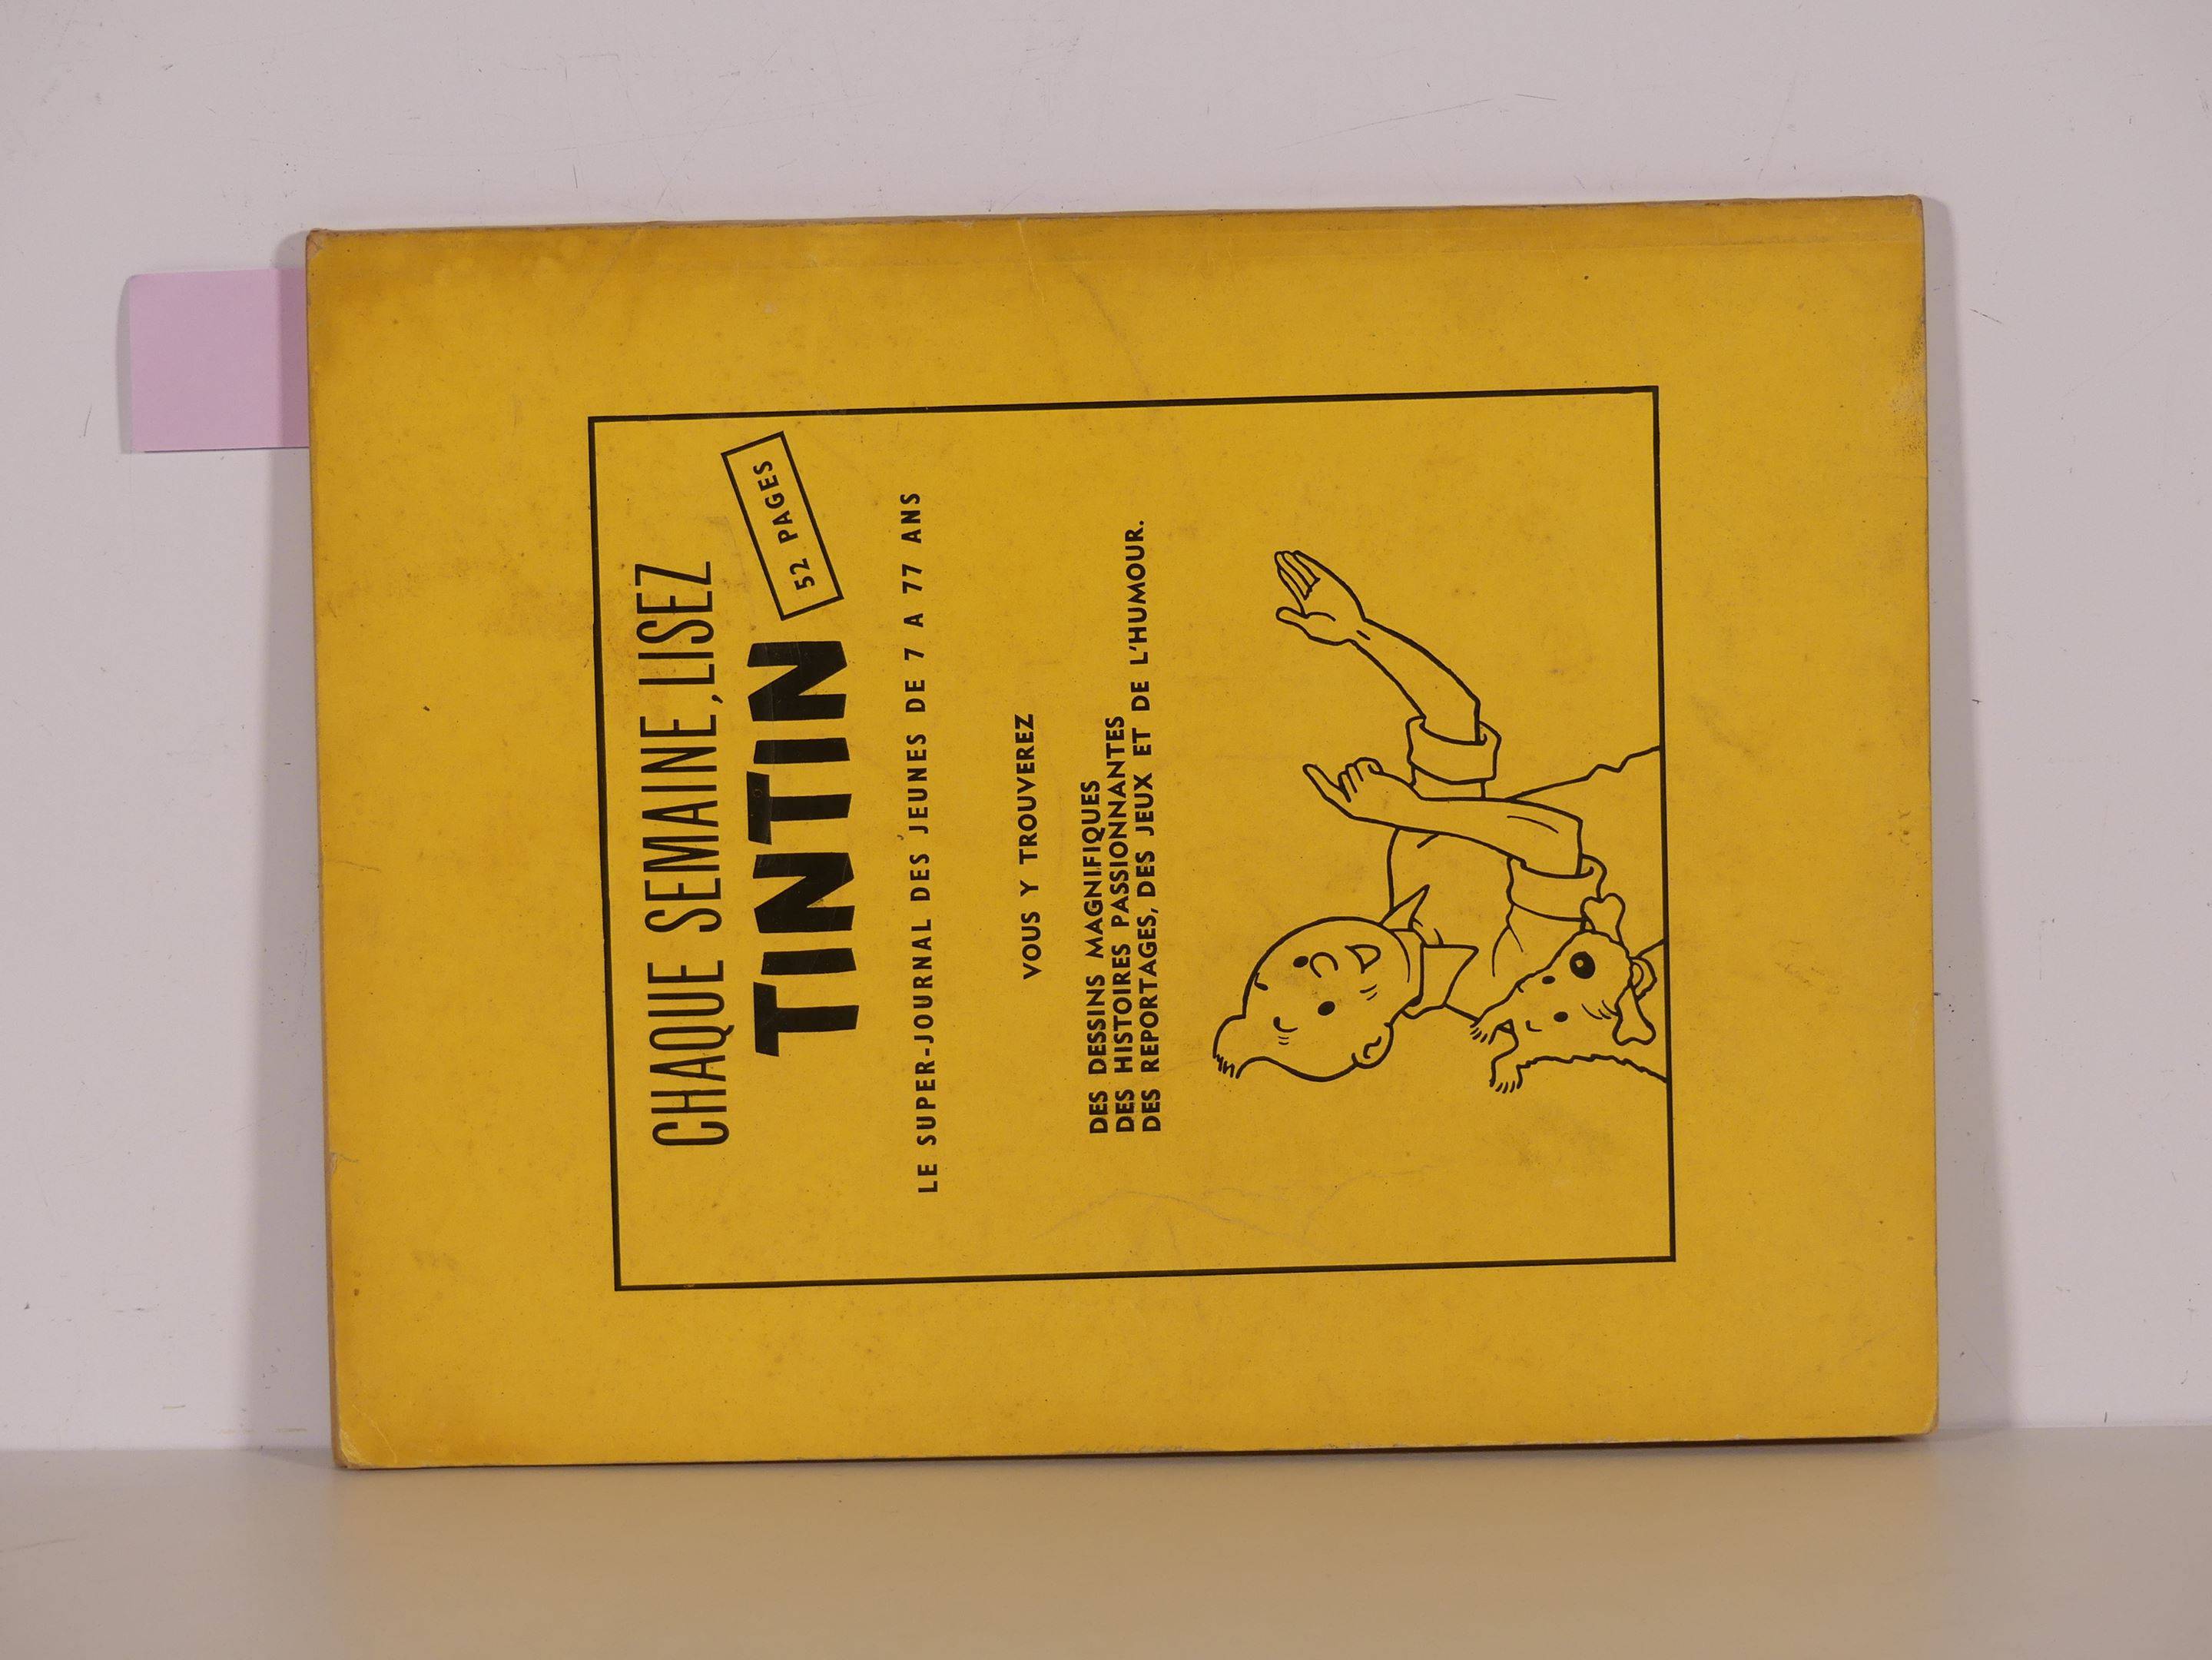 CHAQUE SEMAINE, LISEZ
TINTIN
52 PAGES
LE SUPER-JOURNAL DES JEUNES DE 7 A 77 ANS
VOUS Y TROUVEREZ
DES DESSINS MAGNIFIQUES
DES HISTOIRES PASSIONNANTES
DES REPORTAGES, DES JEUX ET DE L'HUMOUR.